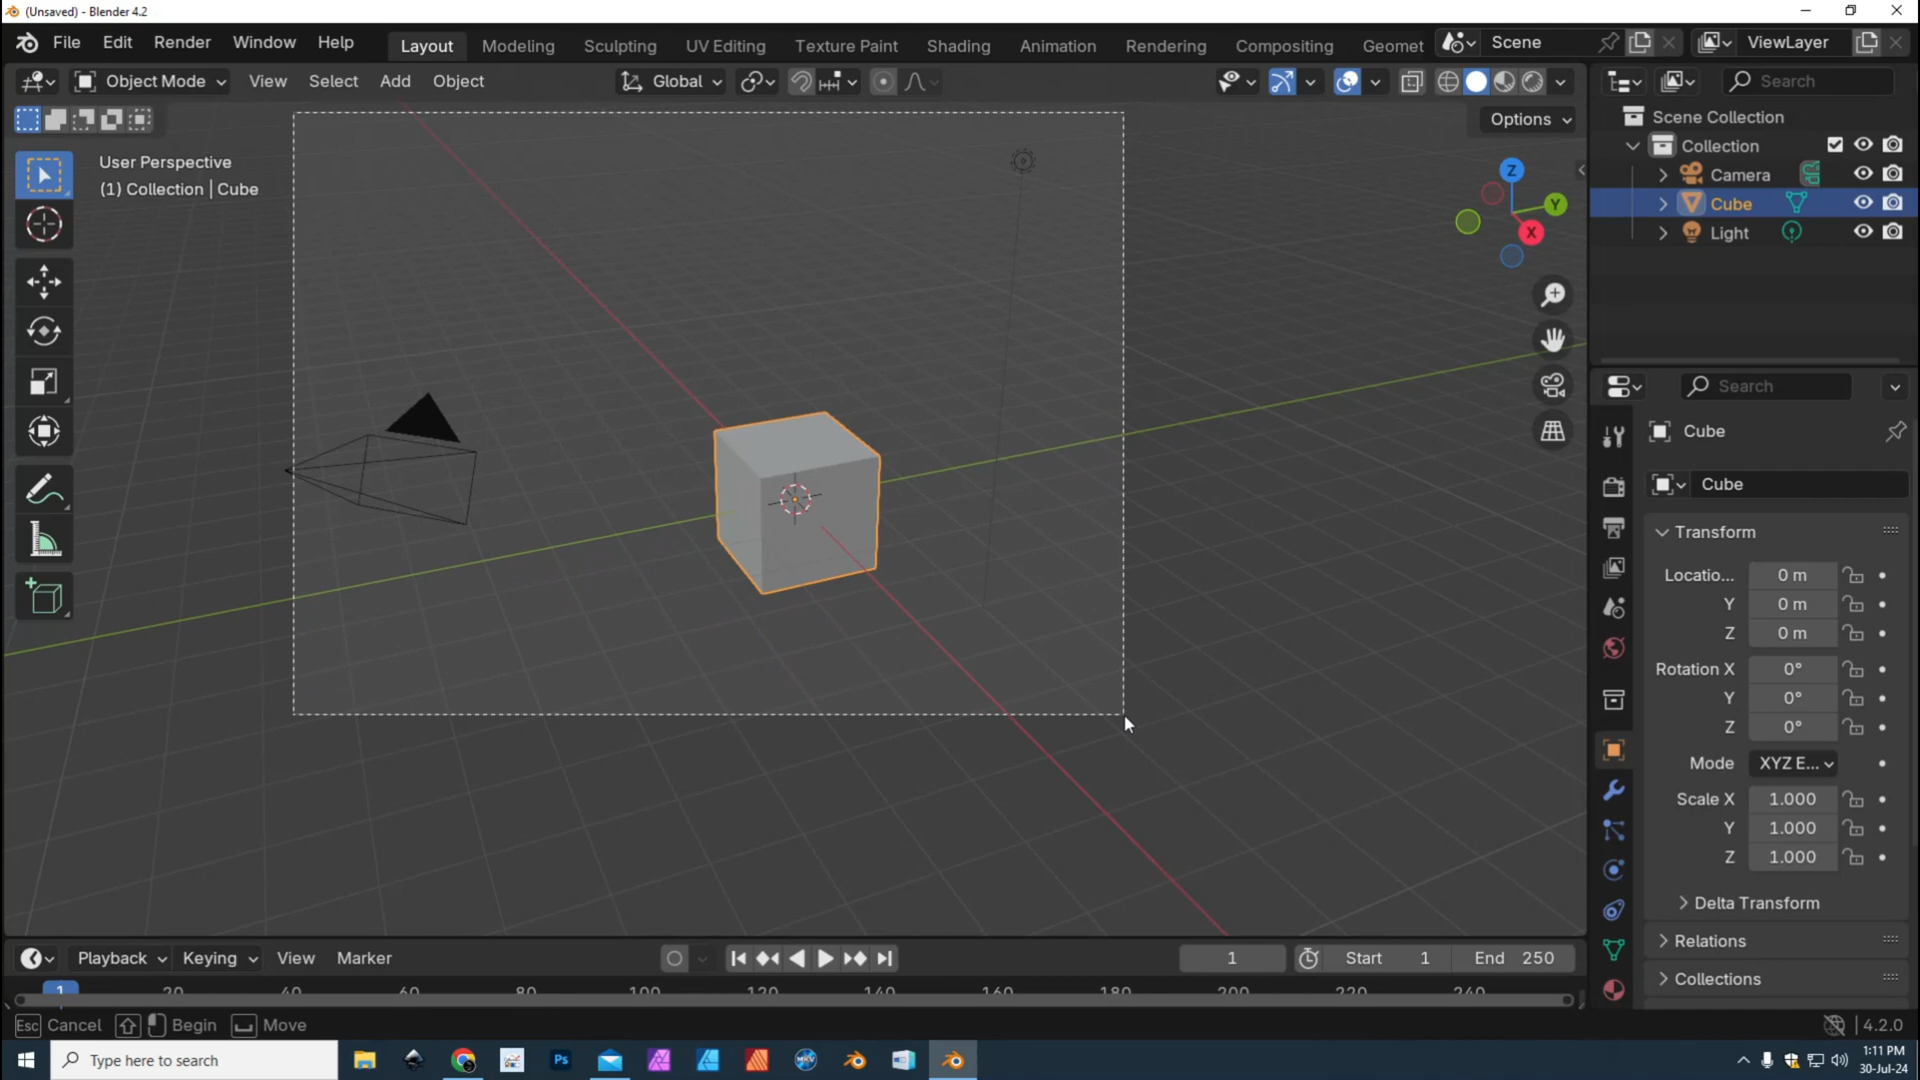 (Unsaved) - Blender 4.2
File Edit Render Window Help
Layout Modeling Sculpting UV Editing Texture Paint Shading Animation Rendering Compositing Geomet
Scene
ViewLayer
Object Mode View Select Add Object
Global
Search
Options
User Perspective
(1) Collection | Cube
Z
Y
X
Scene Collection
Collection
Camera
Cube
Light
Search
Cube
Cube
Transform
Locatio... 0 m
Y 0 m
Z 0 m
Rotation X 0°
Y 0°
Z 0°
Mode XYZ E...
Scale X 1.000
Y 1.000
Z 1.000
Delta Transform
Relations
Collections
Playback Keying View Marker
1 Start 1 End 250
1 20 40 60 80 100 120 140 160 180 200 220 240
Esc Cancel Begin Move
4.2.0
Type here to search
Ps
MKV
1:11 PM
30-Jul-24